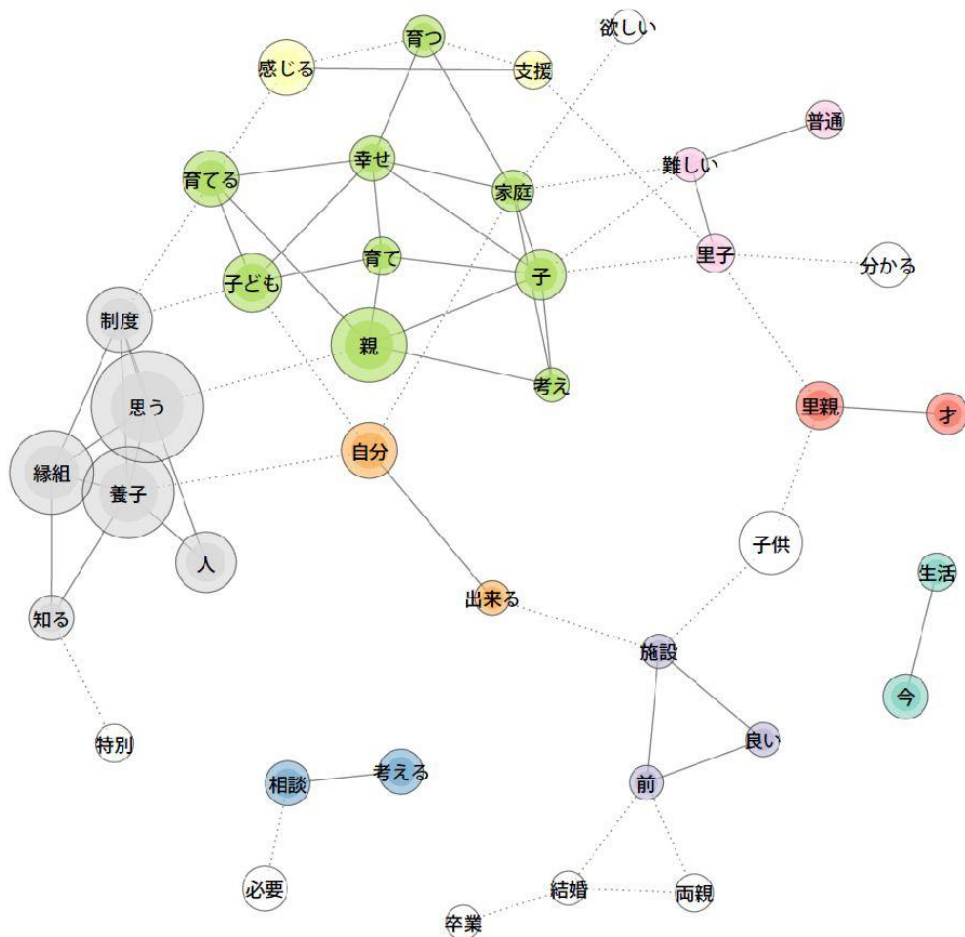 欲しい
育つ
感じる
支援
普通
幸せ
難しい
育てる
家庭
育て
里子
分かる
子ども
子
制度
親
考え
思う
里親
才
自分
縁組
養子
子供
人
生活
出来る
知る
施設
今
特別
良い
考える
相談
前
必要
結婚
両親
卒業